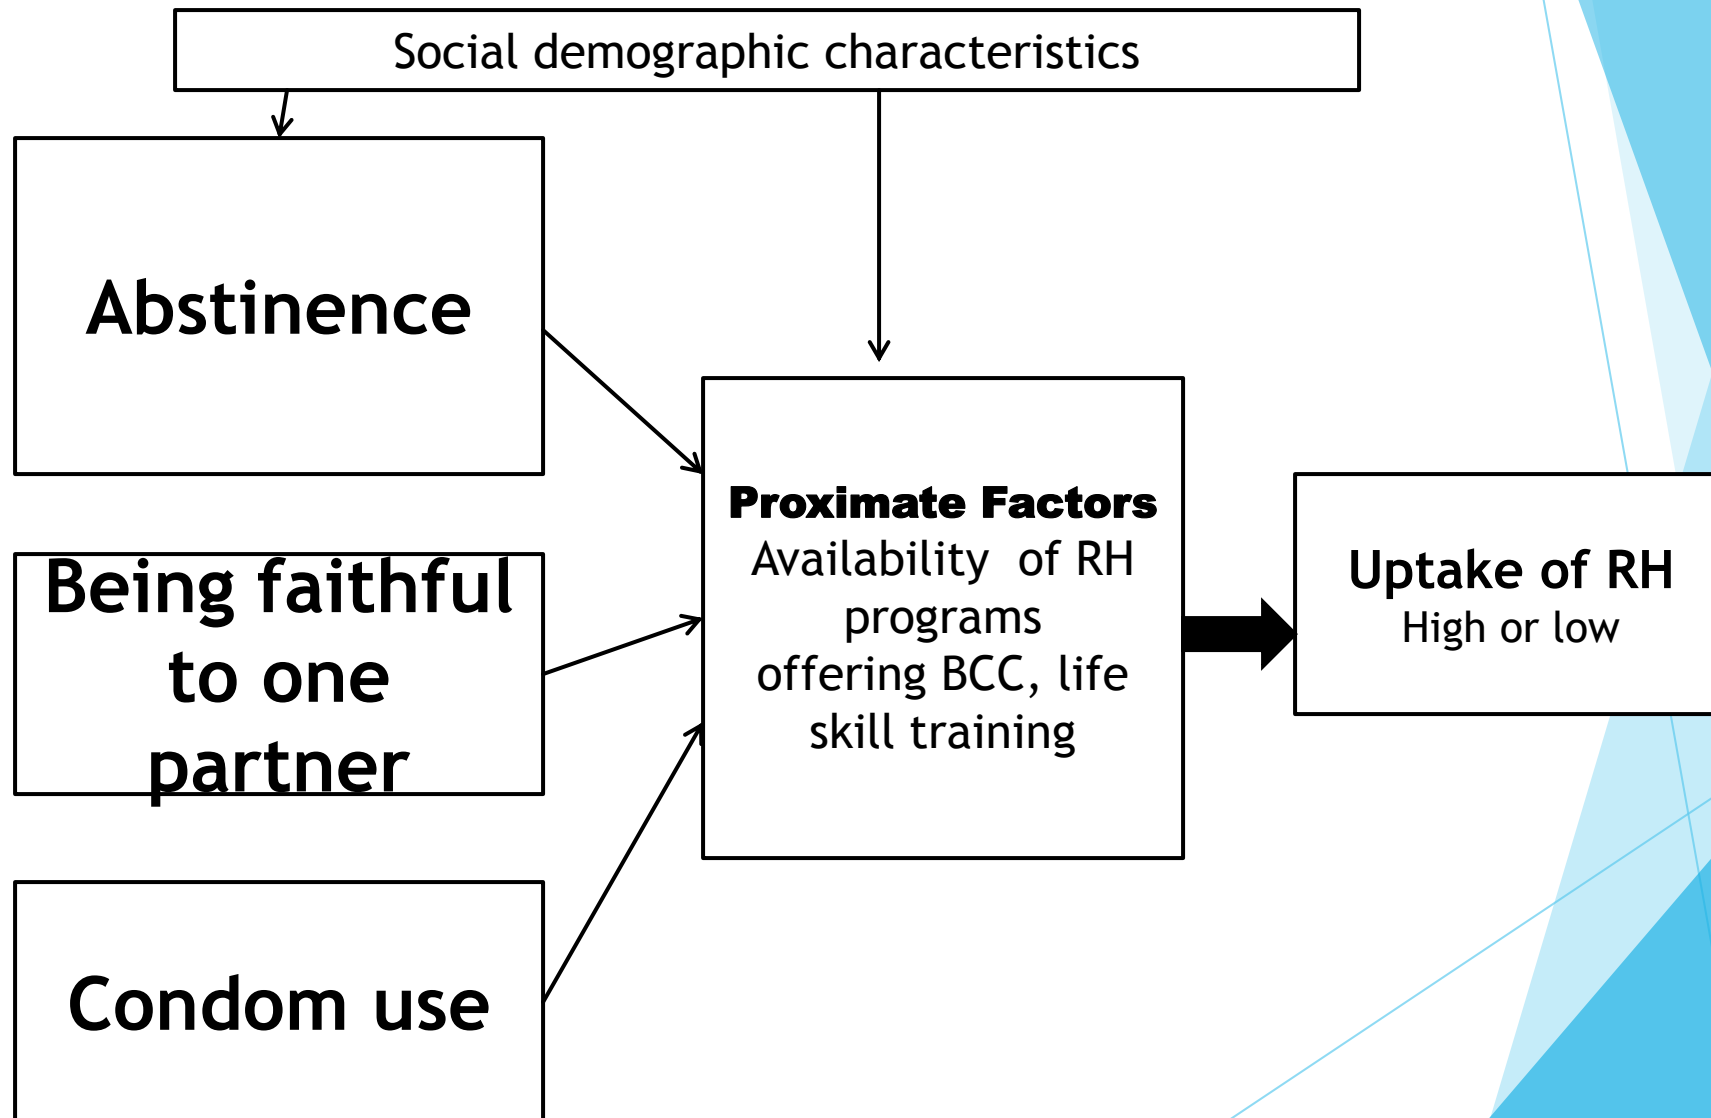 Social demographic characteristics
Abstinence
Being faithful
to one
partner
Condom use
Proximate Factors
Availability of RH
programs
offering BCC, life
skill training
Uptake of RH
High or low